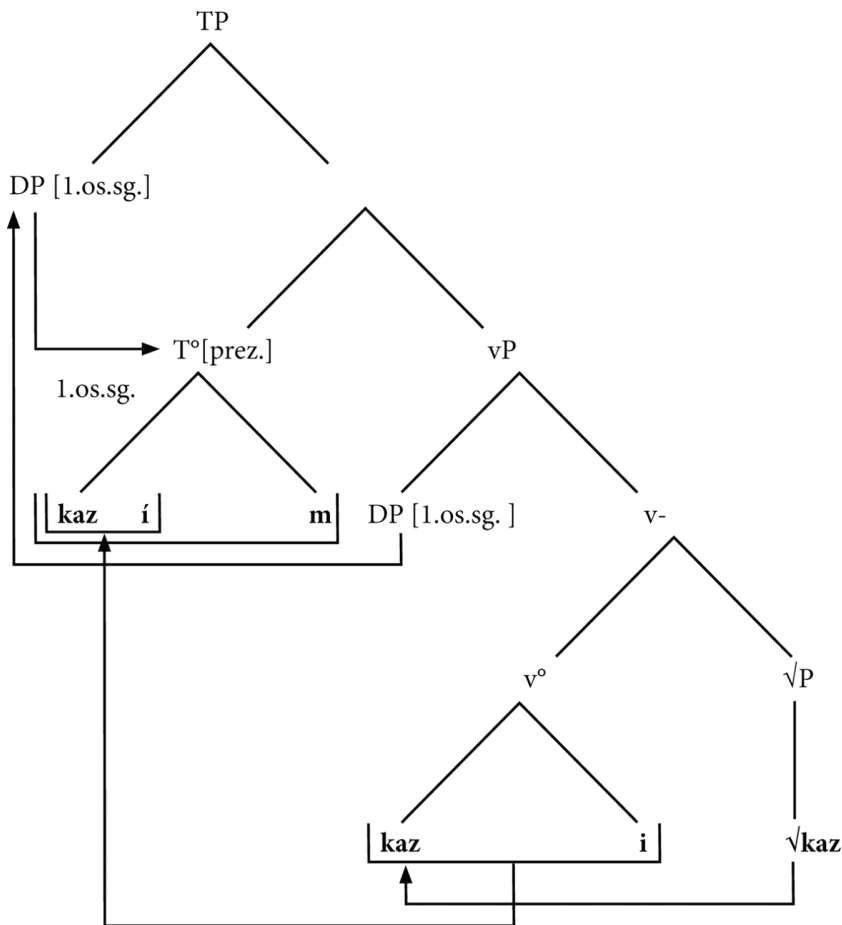 TP
DP [1.os.sg.]
T°[prez.] vP
1.os.sg.
kaz í m DP [1.os.sg. ] v-
v° √P
kaz i √kaz